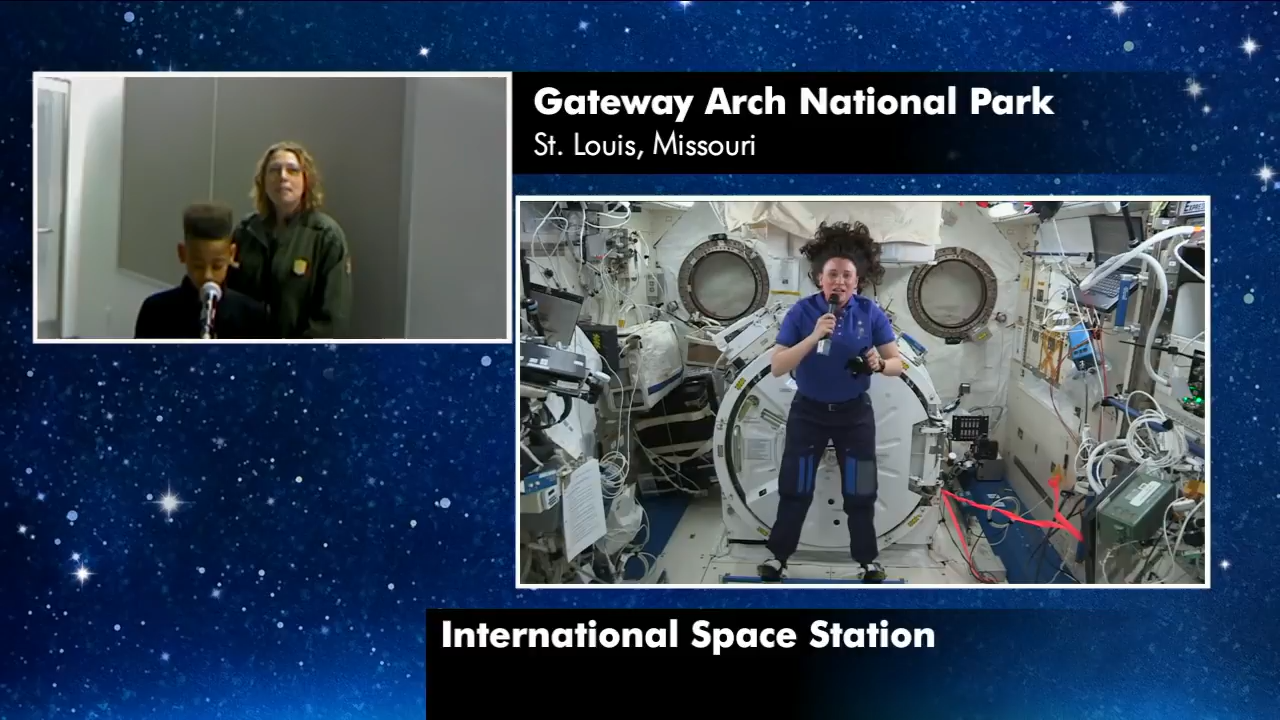 Gateway Arch National Park
St. Louis, Missouri
International Space Station